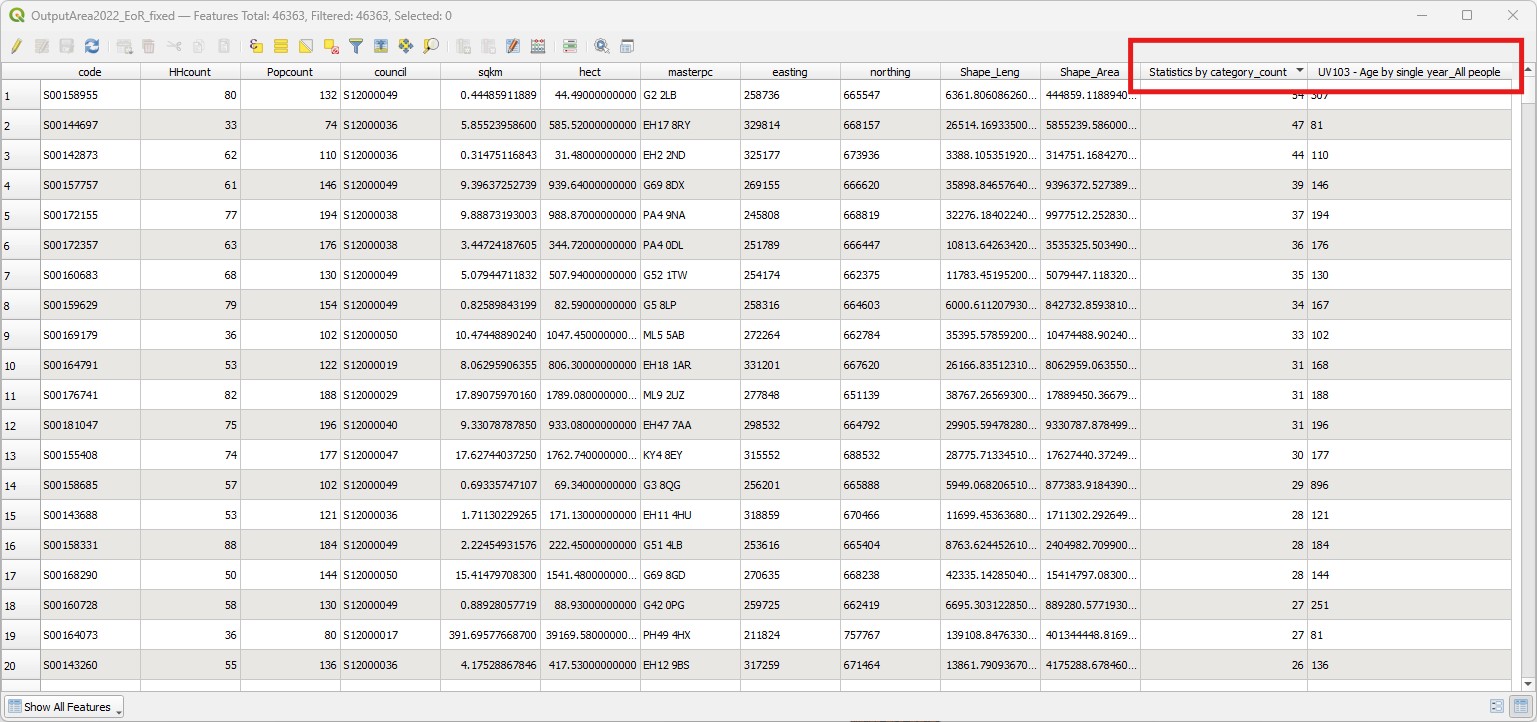 OutputArea2022_EoR_fixed — Features Total: 46363, Filtered: 46363, Selected: 0
code HHcount Popcount council sqkm hect masterpc easting northing Shape_Leng Shape_Area Statistics by category_count UV103 - Age by single year_All people
1 S00158955 80 132 S12000049 0.44485911889 44.49000000000 G2 2LB 258736 665547 6361.806086260... 444859.1188940... 54 307
2 S00144697 33 74 S12000036 5.85523958600 585.52000000000 EH17 8RY 329814 668157 26514.16933500... 5855239.586000... 47 81
3 S00142873 62 110 S12000036 0.31475116843 31.48000000000 EH2 2ND 325177 673936 3388.105351920... 314751.1684270... 44 110
4 S00157757 61 146 S12000049 9.39637252739 939.64000000000 G69 8DX 269155 666620 35898.84657640... 9396372.527389... 39 146
5 S00172155 77 194 S12000038 9.88873193003 988.87000000000 PA4 9NA 245808 668819 32276.18402240... 9977512.252830... 37 194
6 S00172357 63 176 S12000038 3.44724187605 344.72000000000 PA4 0DL 251789 666447 10813.64263420... 3535325.503490... 36 176
7 S00160683 68 130 S12000049 5.07944711832 507.94000000000 G52 1TW 254174 662375 11783.45195200... 5079447.118320... 35 130
8 S00159629 79 154 S12000049 0.82589843199 82.59000000000 G5 8LP 258316 664603 6000.611207930... 842732.8593810... 34 167
9 S00169179 36 102 S12000050 10.47448890240 1047.450000000... ML5 5AB 272264 662784 35395.57859200... 10474488.90240... 33 102
10 S00164791 53 122 S12000019 8.06295906355 806.30000000000 EH18 1AR 331201 667620 26166.83512310... 8062959.063550... 31 168
11 S00176741 82 188 S12000029 17.89075970160 1789.080000000... ML9 2UZ 277848 651139 38767.26569300... 17889450.36679... 31 188
12 S00181047 75 196 S12000040 9.33078787850 933.08000000000 EH47 7AA 298532 664792 29905.59478280... 9330787.878499... 31 196
13 S00155408 74 177 S12000047 17.62744037250 1762.740000000... KY4 8EY 315552 688532 28775.71334510... 17627440.37249... 30 177
14 S00158685 57 102 S12000049 0.69335747107 69.34000000000 G3 8QG 256201 665888 5949.068206510... 877383.9184390... 29 896
15 S00143688 53 121 S12000036 1.71130229265 171.13000000000 EH11 4HU 318859 670466 11699.45363680... 1711302.292649... 28 121
16 S00158331 88 184 S12000049 2.22454931576 222.45000000000 G51 4LB 253616 665404 8763.624452610... 2404982.709900... 28 184
17 S00168290 50 144 S12000050 15.41479708300 1541.480000000... G69 8GD 270635 668238 42335.14285040... 15414797.08300... 28 144
18 S00160728 58 130 S12000049 0.88928057719 88.93000000000 G42 0PG 259725 662419 6695.303122850... 889280.5771930... 27 251
19 S00164073 36 80 S12000017 391.69577668700 39169.58000000... PH49 4HX 211824 757767 139108.8476330... 401344448.8169... 27 81
20 S00143260 55 136 S12000036 4.17528867846 417.53000000000 EH12 9BS 317259 671464 13861.79093670... 4175288.678460... 26 136
Show All Features